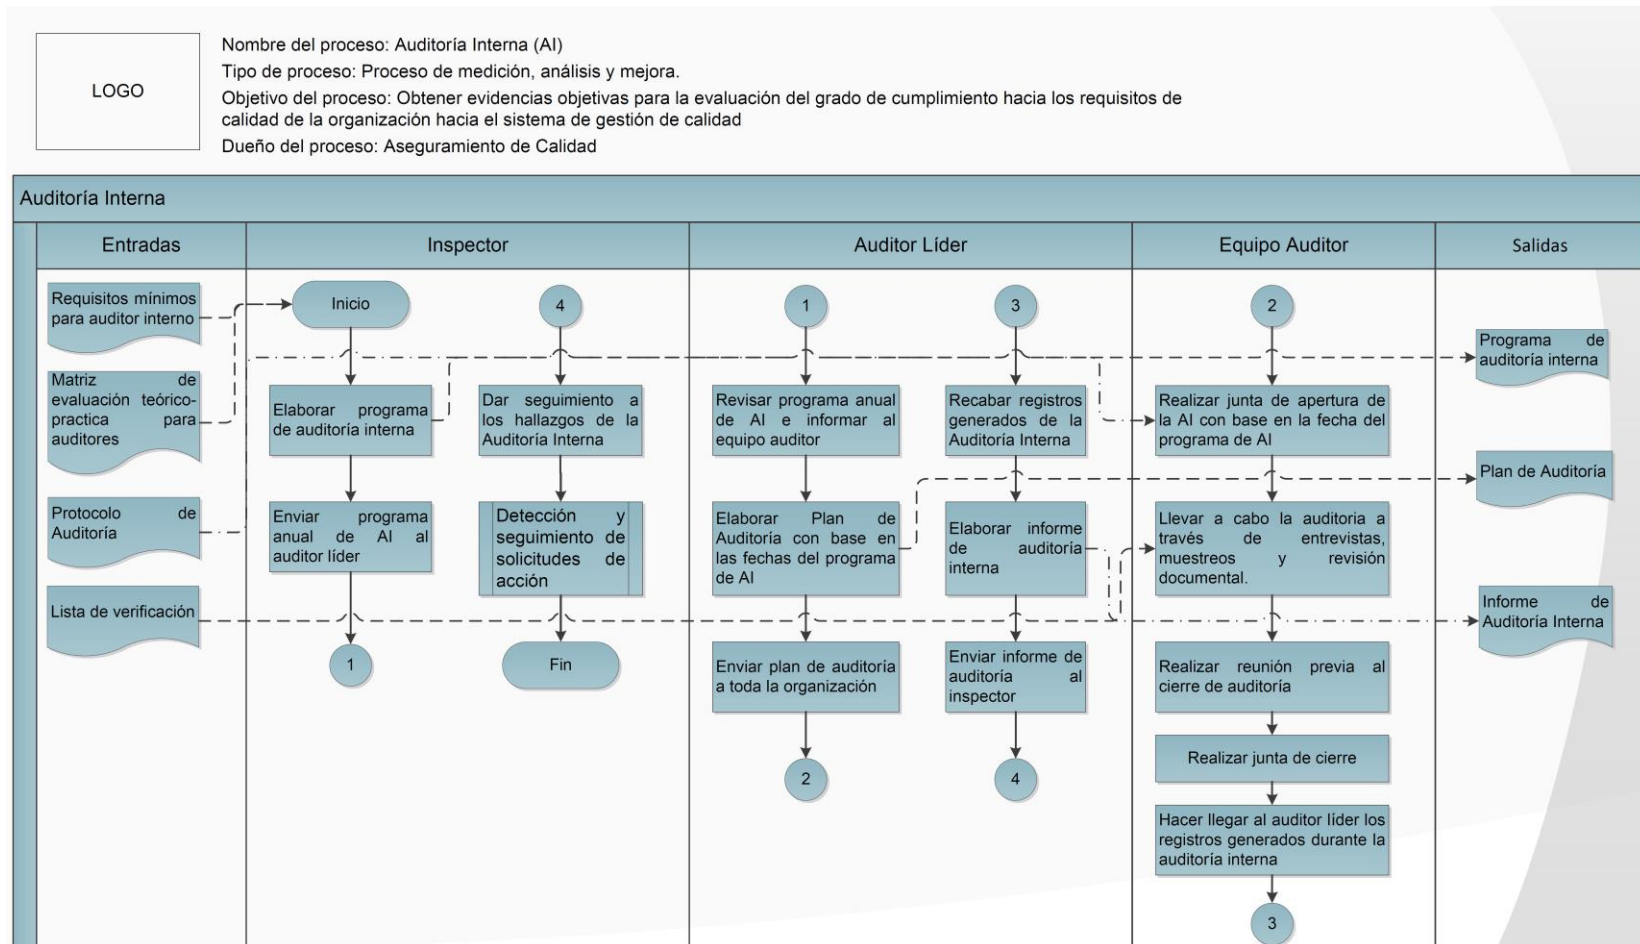 LOGO
Nombre del proceso: Auditoría Interna (AI)
Tipo de proceso: Proceso de medición, análisis y mejora.
Objetivo del proceso: Obtener evidencias objetivas para la evaluación del grado de cumplimiento hacia los requisitos de
calidad de la organización hacia el sistema de gestión de calidad
Dueño del proceso: Aseguramiento de Calidad
Auditoría Interna
Entradas
Inspector
Auditor Líder
Equipo Auditor
Salidas
Requisitos mínimos
para auditor interno
Matriz de
evaluación teórico-
practica para
auditores
Protocolo de
Auditoría
Lista de verificación
Inicio
Elaborar programa
de auditoría interna
Enviar programa
anual de AI al
auditor líder
1
4
Dar seguimiento a
los hallazgos de la
Auditoría Interna
Detección y
seguimiento de
solicitudes de
acción
Fin
1
Revisar programa anual
de AI e informar al
equipo auditor
Elaborar Plan de
Auditoría con base en
las fechas del programa
de AI
Enviar plan de auditoría
a toda la organización
2
3
Recabar registros
generados de la
Auditoría Interna
Elaborar informe
de auditoría
interna
Enviar informe de
auditoría al
inspector
4
2
Realizar junta de apertura de
la AI con base en la fecha del
programa de AI
Llevar a cabo la auditoria a
través de entrevistas,
muestreos y revisión
documental.
Realizar reunión previa al
cierre de auditoría
Realizar junta de cierre
Hacer llegar al auditor líder los
registros generados durante la
auditoría interna
3
Programa de
auditoría interna
Plan de Auditoría
Informe de
Auditoría Interna